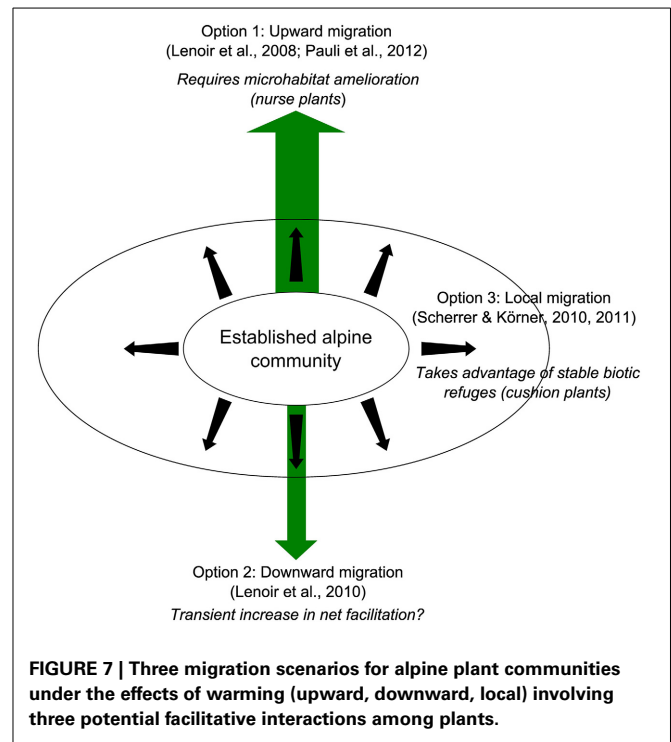 Option 1: Upward migration
(Lenoir et al., 2008; Pauli et al., 2012)
Requires microhabitat amelioration
(nurse plants)
Established alpine
community
Option 3: Local migration
(Scherrer & Körner, 2010, 2011)
Takes advantage of stable biotic
refuges (cushion plants)
Option 2: Downward migration
(Lenoir et al., 2010)
Transient increase in net facilitation?
FIGURE 7 | Three migration scenarios for alpine plant communities
under the effects of warming (upward, downward, local) involving
three potential facilitative interactions among plants.